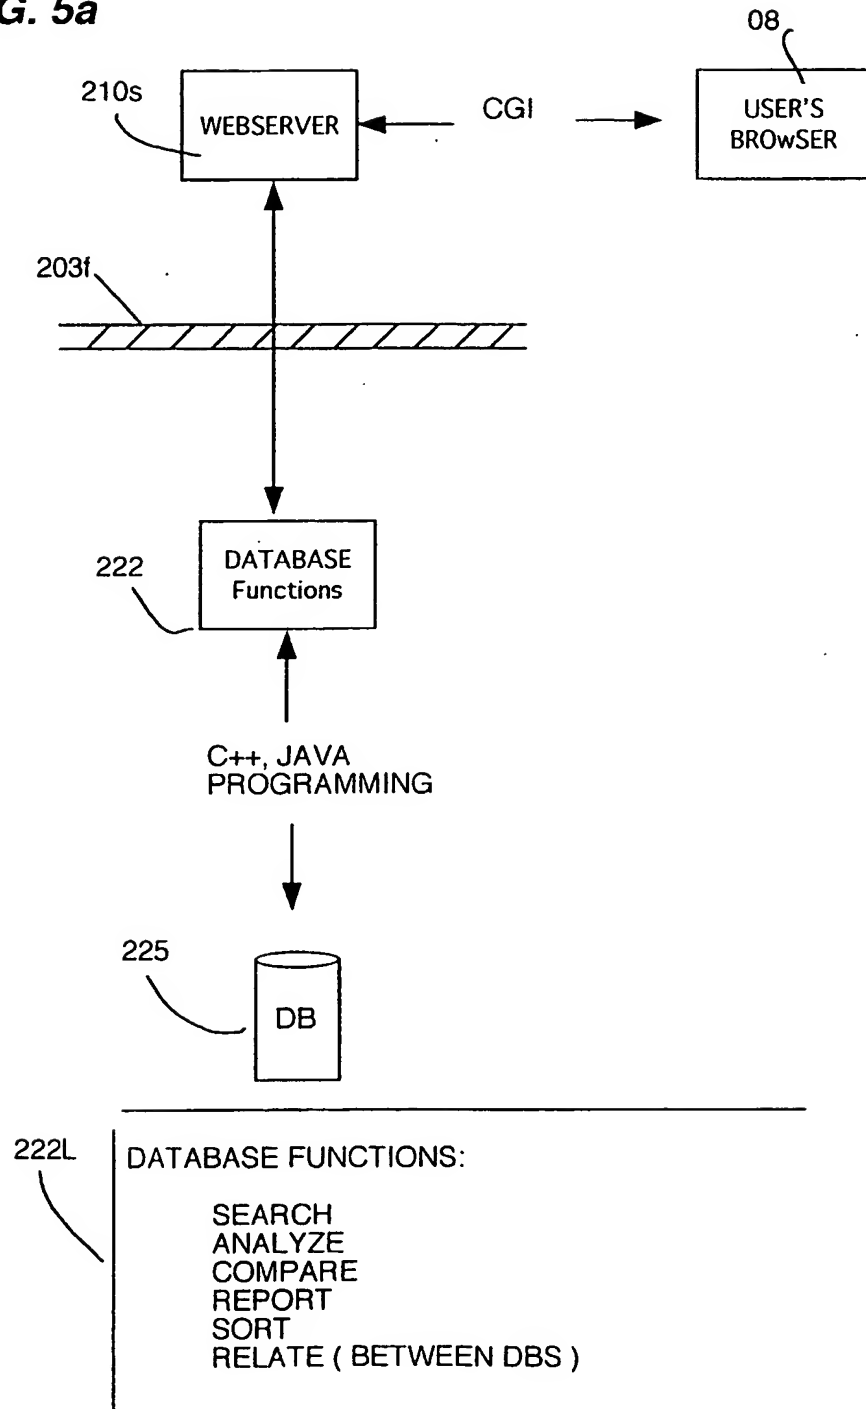 G. 5a
08
210s
WEBSERVER
CGI
USER'S
BROwSER
203f
222
DATABASE
Functions
C++, JAVA
PROGRAMMING
225
DB
222L
DATABASE FUNCTIONS:
SEARCH
ANALYZE
COMPARE
REPORT
SORT
RELATE ( BETWEEN DBS )